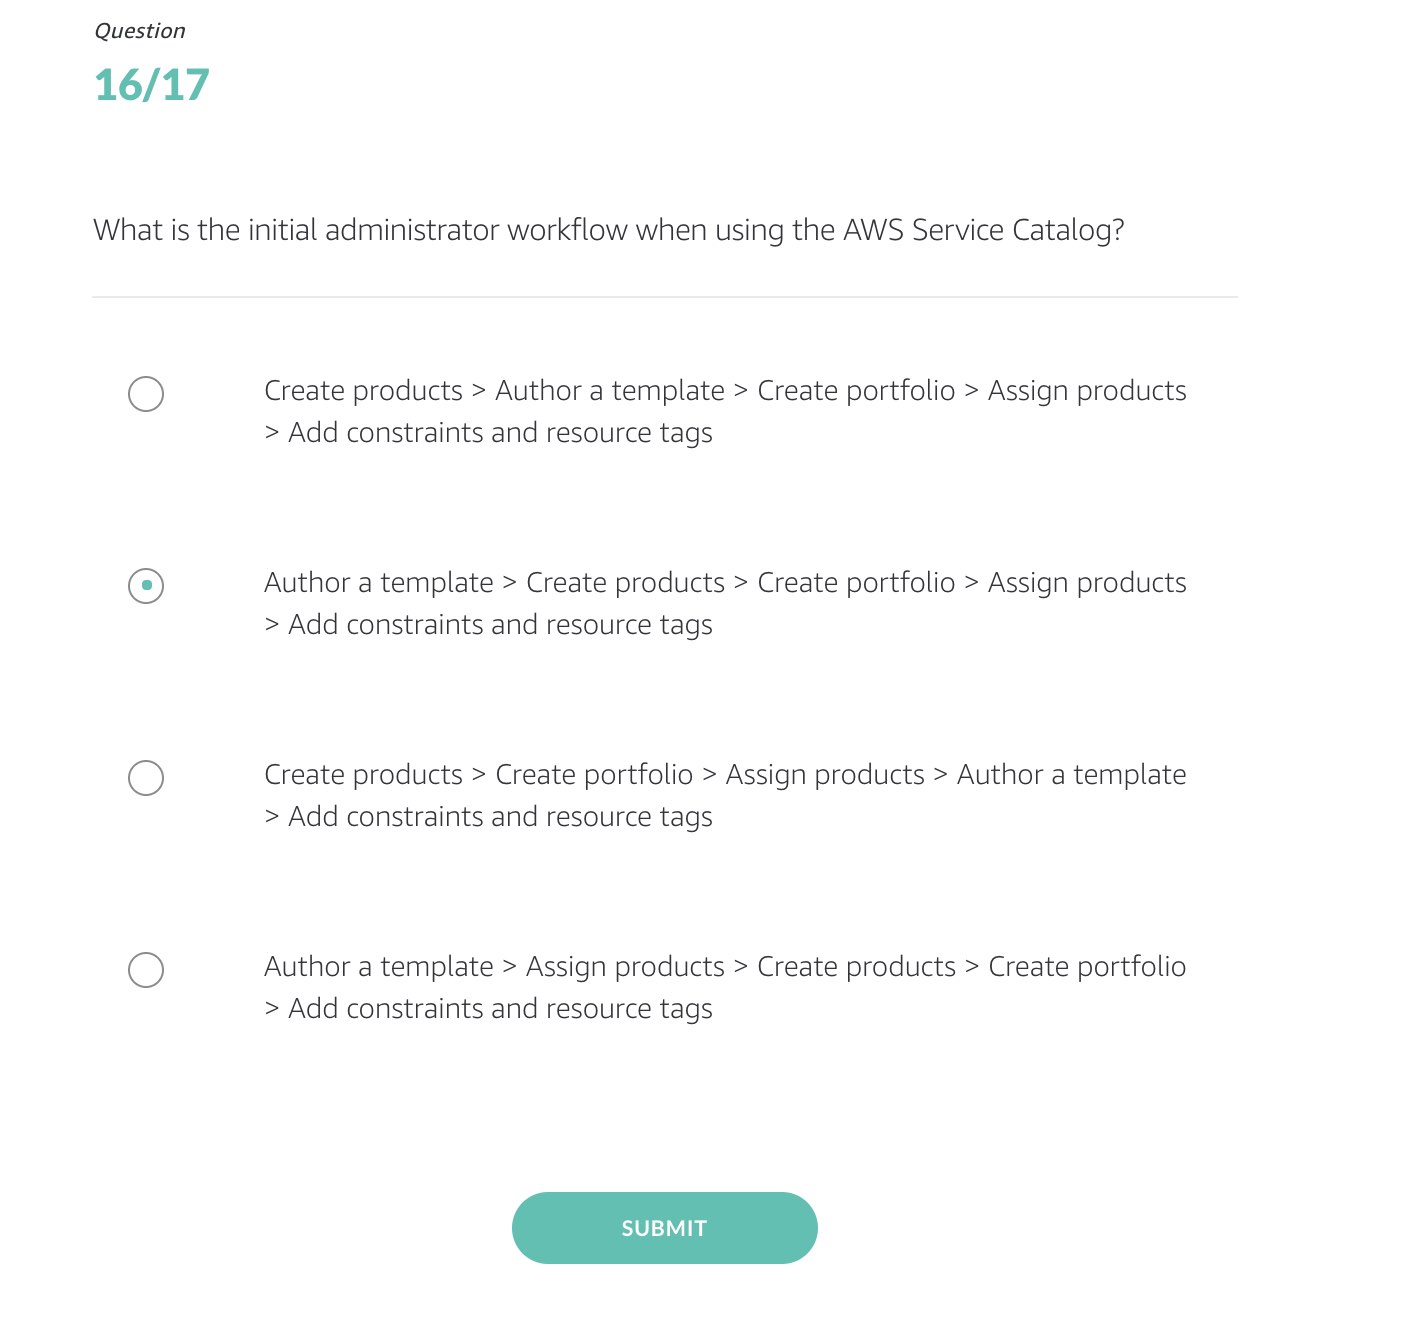 Question
16/17
What is the initial administrator workflow when using the AWS Service Catalog?
Create products > Author a template > Create portfolio > Assign products
> Add constraints and resource tags
Author a template > Create products > Create portfolio > Assign products
> Add constraints and resource tags
Create products > Create portfolio > Assign products > Author a template
> Add constraints and resource tags
Author a template > Assign products > Create products > Create portfolio
> Add constraints and resource tags
SUBMIT